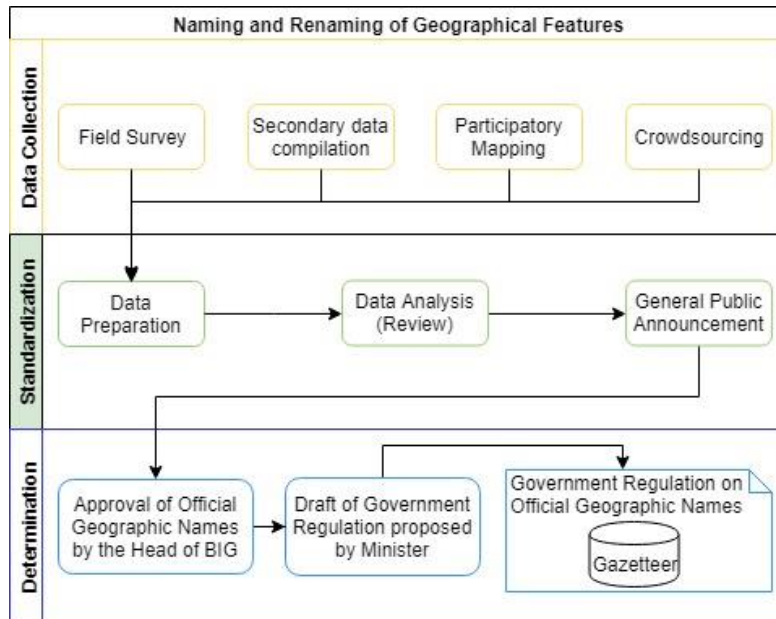 Naming and Renaming of Geographical Features
Data Collection
Field Survey
Secondary data
compilation
Participatory
Mapping
Crowdsourcing
Standardization
Data
Preparation
Data Analysis
(Review)
General Public
Announcement
Determination
Approval of Official
Geographic Names
by the Head of BIG
Draft of Government
Regulation proposed
by Minister
Government Regulation on
Official Geographic Names
Gazetteer